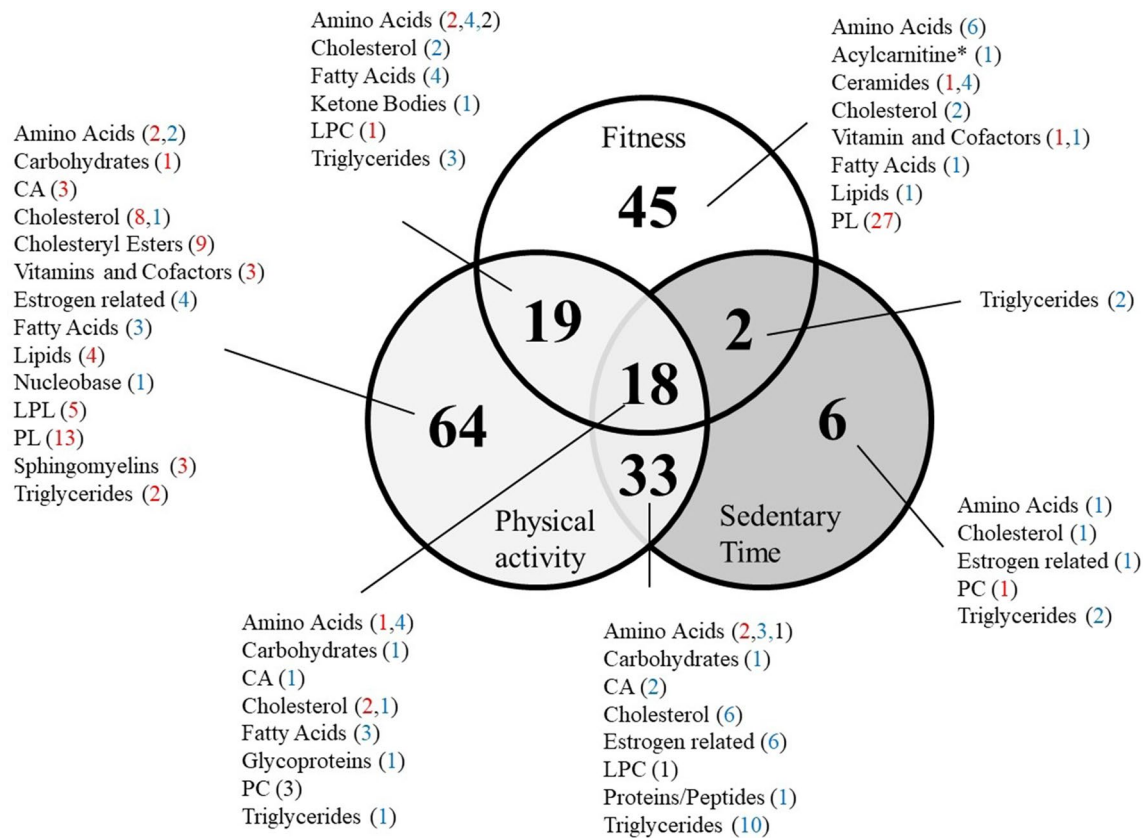 Amino Acids (2,4,2)
Cholesterol (2)
Fatty Acids (4)
Ketone Bodies (1)
LPC (1)
Triglycerides (3)
Amino Acids (6)
Acylcarnitine* (1)
Ceramides (1,4)
Cholesterol (2)
Vitamin and Cofactors (1,1)
Fatty Acids (1)
Lipids (1)
PL (27)
Amino Acids (2,2)
Carbohydrates (1)
CA (3)
Cholesterol (8,1)
Cholesteryl Esters (9)
Vitamins and Cofactors (3)
Estrogen related (4)
Fatty Acids (3)
Lipids (4)
Nucleobase (1)
LPL (5)
PL (13)
Sphingomyelins (3)
Triglycerides (2)
Fitness
45
19
2
18
64
6
33
Physical
activity
Sedentary
Time
Triglycerides (2)
Amino Acids (1)
Cholesterol (1)
Estrogen related (1)
PC (1)
Triglycerides (2)
Amino Acids (1,4)
Carbohydrates (1)
CA (1)
Cholesterol (2,1)
Fatty Acids (3)
Glycoproteins (1)
PC (3)
Triglycerides (1)
Amino Acids (2,3,1)
Carbohydrates (1)
CA (2)
Cholesterol (6)
Estrogen related (6)
LPC (1)
Proteins/Peptides (1)
Triglycerides (10)